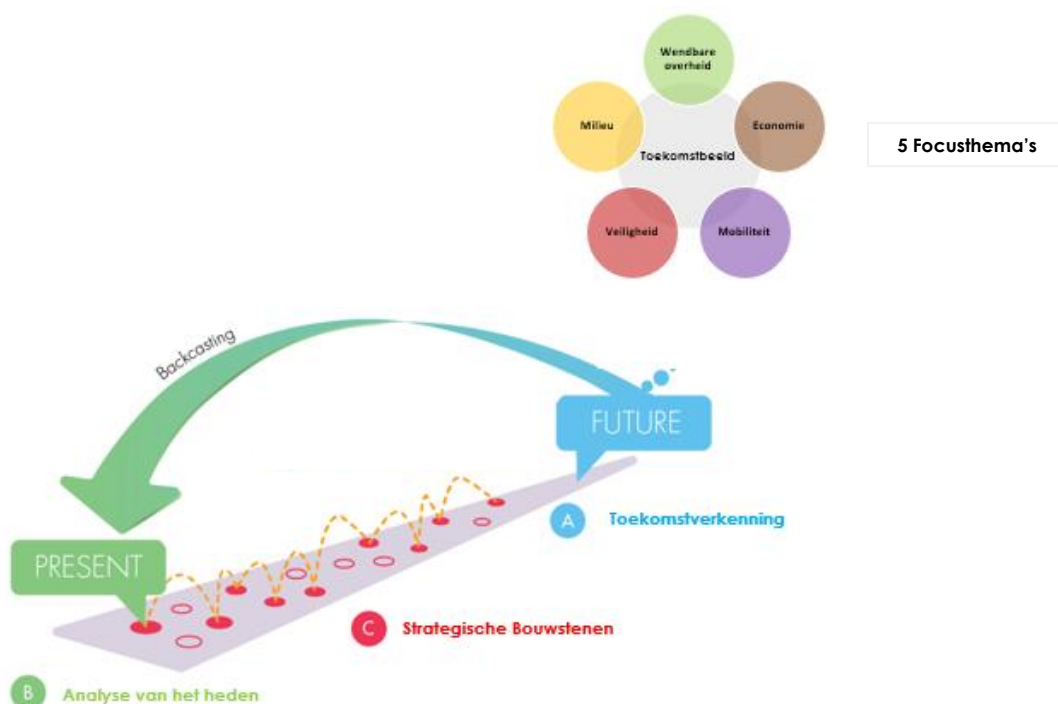 Wendbare
overheid
Milieu
Economie
Toekomstbeeld
5 Focusthema's
Veiligheid
Mobiliteit
Backcasting
FUTURE
A Toekomstverkenning
PRESENT
C Strategische Bouwstenen
B Analyse van het heden